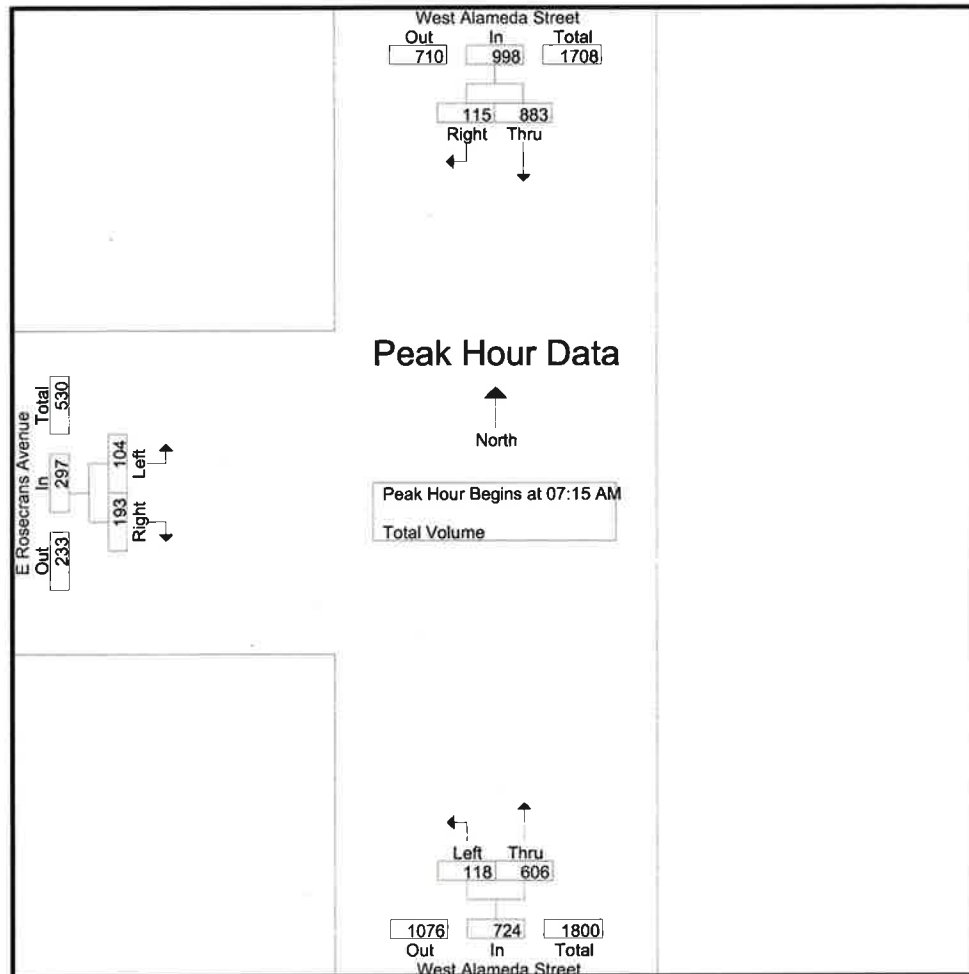 West Alameda Street
Out In Total
710 998 1708
115 883
Right Thru
Peak Hour Data
North
Peak Hour Begins at 07:15 AM
Total Volume
E Rosecrans Avenue
Out In Total
233 297 530
193 104
Right Left
Left Thru
118 606
1076 724 1800
Out In Total
West Alameda Street